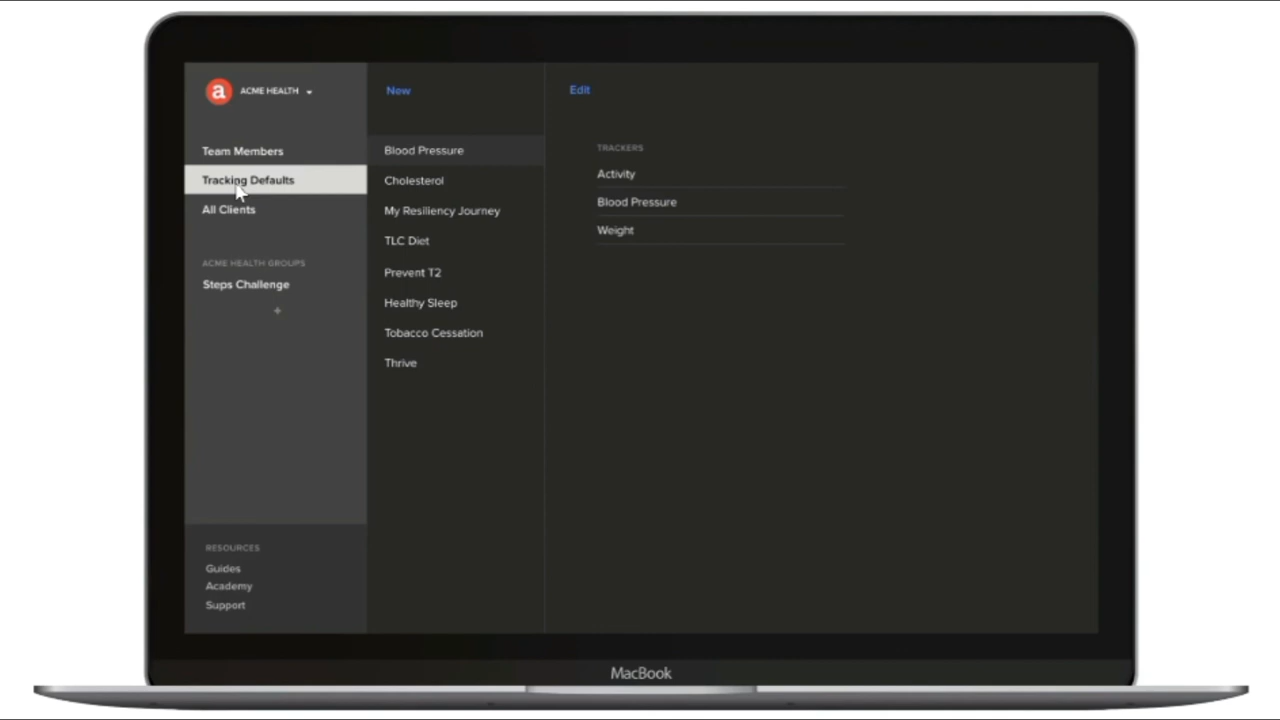 a ACME HEALTH
Team Members
Tracking Defaults
All Clients
ACME HEALTH GROUPS
Steps Challenge
+
RESOURCES
Guides
Academy
Support
New
Blood Pressure
Cholesterol
My Resiliency Journey
TLC Diet
Prevent T2
Healthy Sleep
Tobacco Cessation
Thrive
Edit
TRACKERS
Activity
Blood Pressure
Weight
MacBook